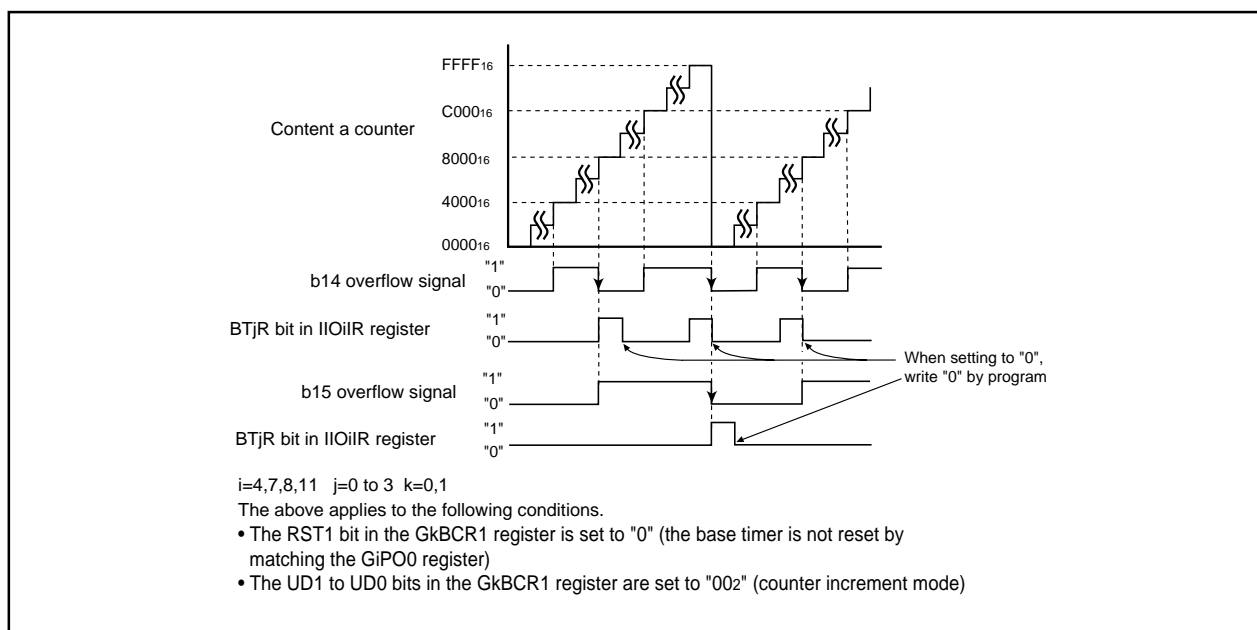 FFFF16
C00016
Content a counter
800016
400016
000016
"1"
b14 overflow signal
"0"
"1"
BTjR bit in IIOiIR register
"0"
When setting to "0",
write "0" by program
"1"
b15 overflow signal
"0"
"1"
BTjR bit in IIOiIR register
"0"
i=4,7,8,11 j=0 to 3 k=0,1
The above applies to the following conditions.
• The RST1 bit in the GkBCR1 register is set to "0" (the base timer is not reset by
matching the GiPO0 register)
• The UD1 to UD0 bits in the GkBCR1 register are set to "002" (counter increment mode)